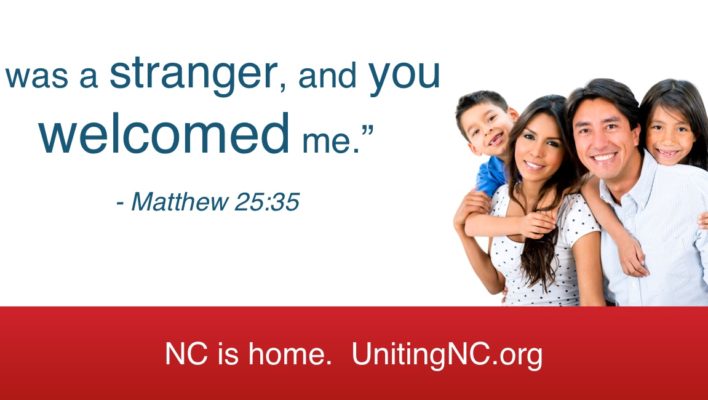 was a stranger, and you
welcomed me.”
- Matthew 25:35
NC is home.  UnitingNC.org